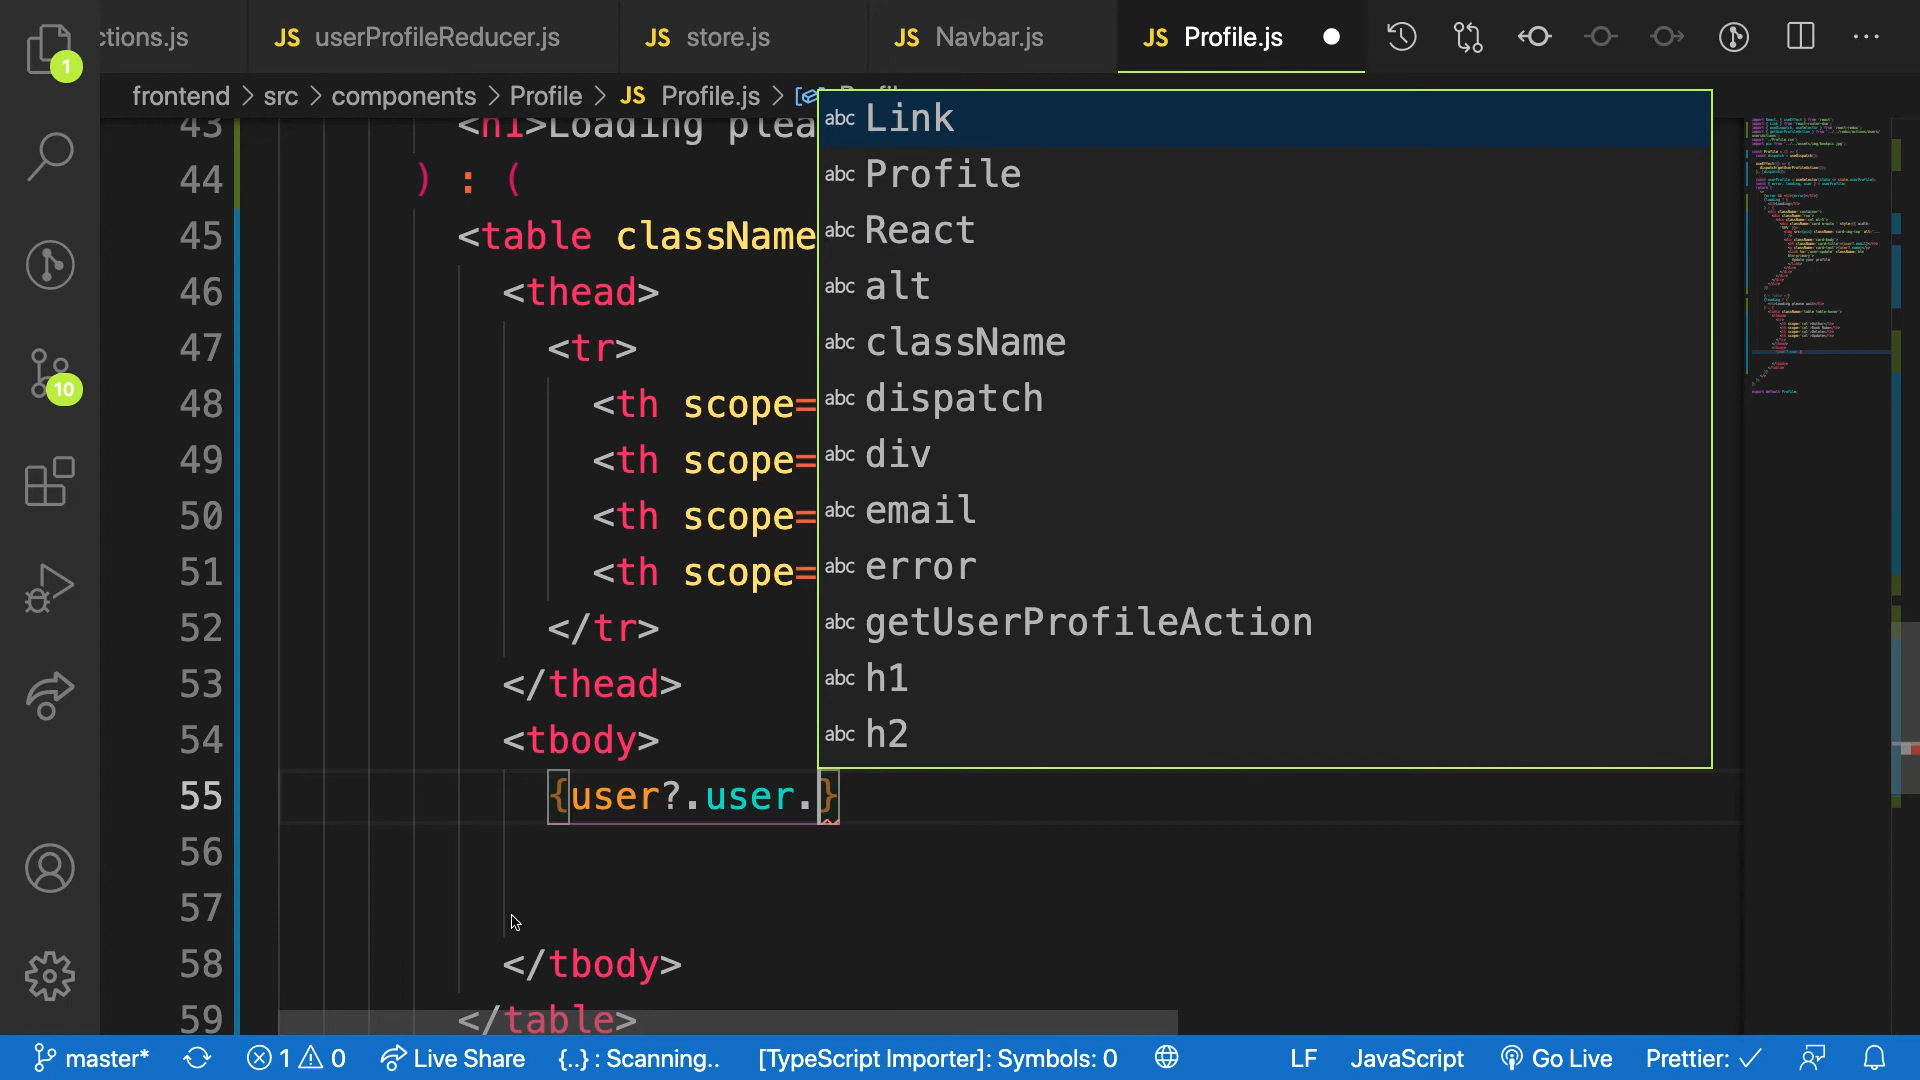 ctions.js JS userProfileReducer.js JS store.js JS Navbar.js JS Profile.js
1
frontend > src > components > Profile > JS Profile.js >
43 <h1>Loading plea
44 ) : (
45 <table className
46 <thead>
47 <tr>
48 <th scope=
49 <th scope=
50 <th scope=
51 <th scope=
52 </tr>
53 </thead>
54 <tbody>
55 {user?.user.}
56
57
58 </tbody>
59 </table>
abc Link
abc Profile
abc React
abc alt
abc className
abc dispatch
abc div
abc email
abc error
abc getUserProfileAction
abc h1
abc h2
10
master* 1 0 Live Share {..} : Scanning.. [TypeScript Importer]: Symbols: 0 LF JavaScript Go Live Prettier: ✓